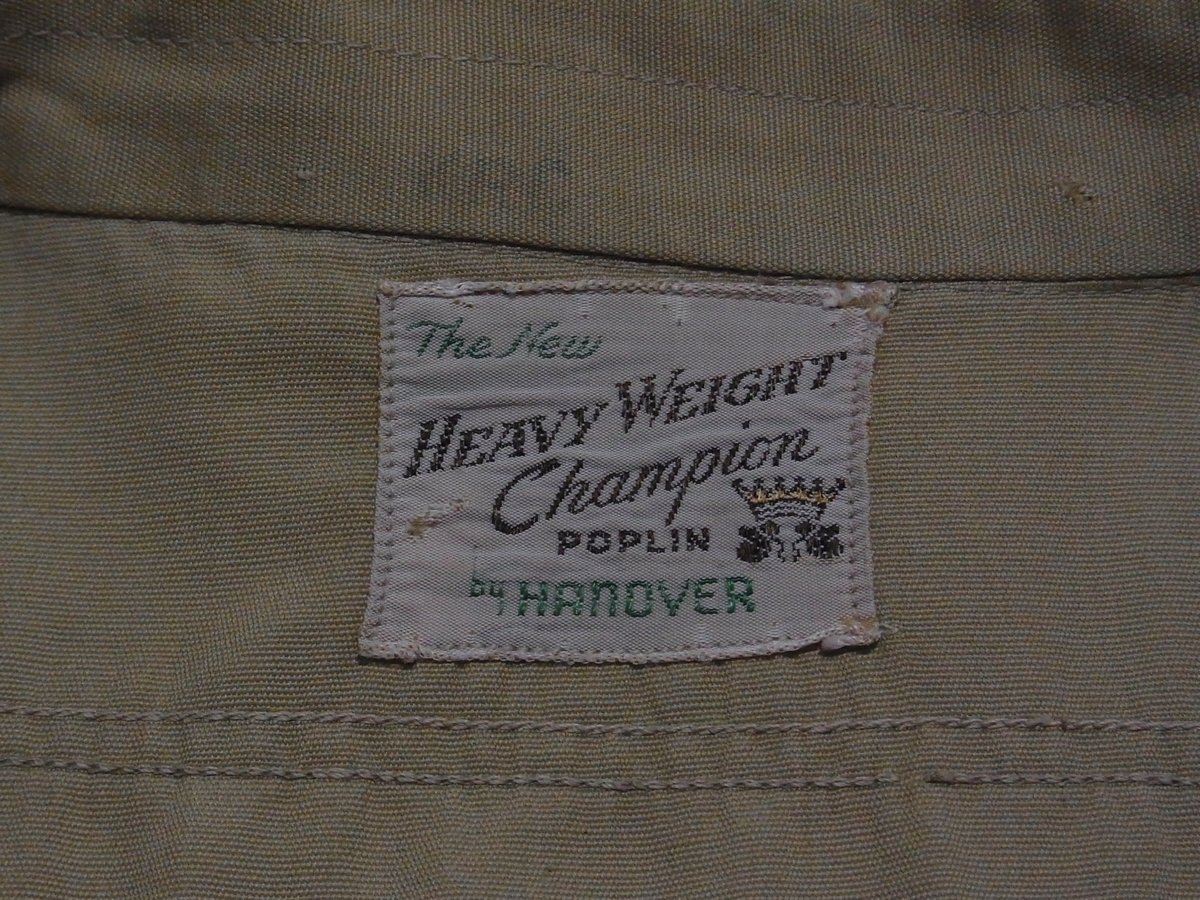 The New
HEAVY WEIGHT
Champion
POPLIN
by HANOVER